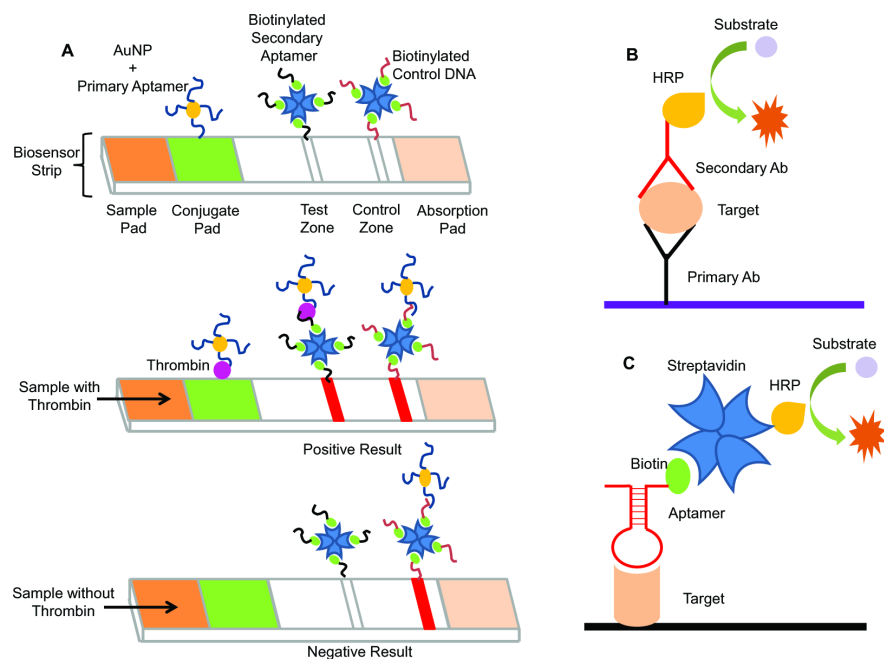 A
AuNP
+
Primary Aptamer
Biotinylated
Secondary
Aptamer
Biotinylated
Control DNA
Biosensor
Strip
Sample
Pad
Conjugate
Pad
Test
Zone
Control
Zone
Absorption
Pad
Thrombin
Sample with
Thrombin
Positive Result
Sample without
Thrombin
Negative Result
B
Substrate
HRP
Secondary Ab
Target
Primary Ab
C
Streptavidin
Substrate
HRP
Biotin
Aptamer
Target